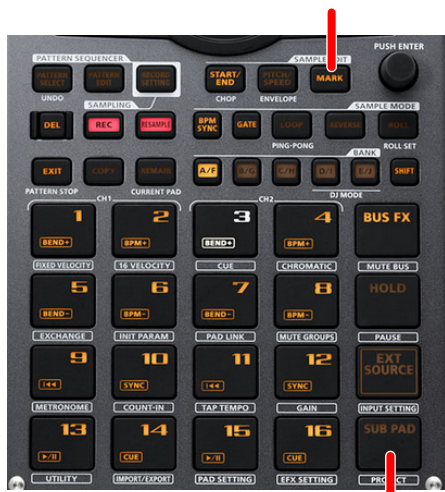 PATTERN SEQUENCER
SAMPLE EDIT
PUSH ENTER
PATTERN SELECT
PATTERN EDIT
RECORD SETTING
START/END
PITCH/SPEED
MARK
UNDO
SAMPLING
CHOP
ENVELOPE
SAMPLE MODE
DEL
REC
RESAMPLE
BPM SYNC
GATE
LOOP
REVERSE
ROLL
PING-PONG
ROLL SET
BANK
EXIT
COPY
REMAIN
A/F
B/G
C/H
D/I
E/J
SHIFT
PATTERN STOP
CURRENT PAD
DJ MODE
CH1
CH2
1
2
3
4
BUS FX
BEND+
BPM+
BEND+
BPM+
FIXED VELOCITY
16 VELOCITY
CUE
CHROMATIC
MUTE BUS
5
6
7
8
HOLD
BEND-
BPM-
BEND-
BPM-
EXCHANGE
INIT PARAM
PAD LINK
MUTE GROUPS
PAUSE
9
10
11
12
EXT SOURCE
SYNC
SYNC
METRONOME
COUNT-IN
TAP TEMPO
GAIN
INPUT SETTING
13
14
15
16
SUB PAD
CUE
CUE
UTILITY
IMPORT/EXPORT
PAD SETTING
EFX SETTING